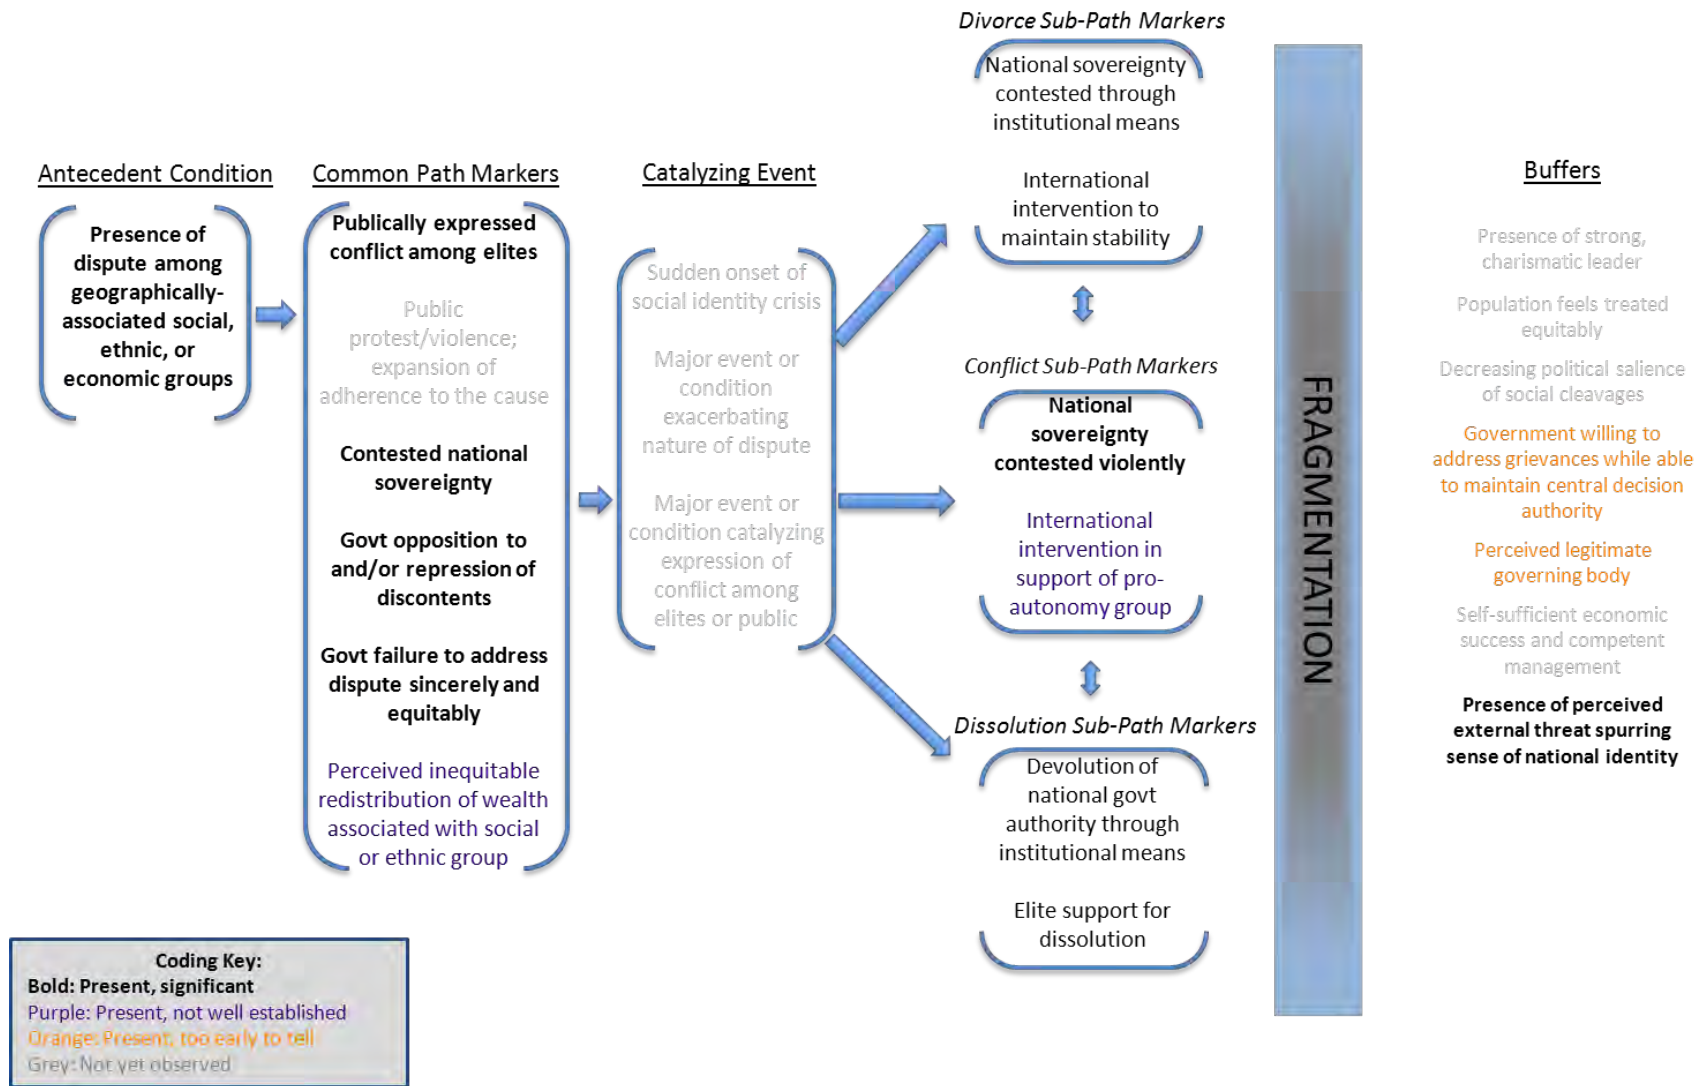 Antecedent Condition
Presence of
dispute among
geographically-
associated social,
ethnic, or
economic groups
Common Path Markers
Publically expressed
conflict among elites
Public
protest/violence;
expansion of
adherence to the cause
Contested national
sovereignty
Govt opposition to
and/or repression of
discontents
Govt failure to address
dispute sincerely and
equitably
Perceived inequitable
redistribution of wealth
associated with social
or ethnic group
Catalyzing Event
Sudden onset of
social identity crisis
Major event or
condition
exacerbating
nature of dispute
Major event or
condition catalyzing
expression of
conflict among
elites or public
Divorce Sub-Path Markers
National sovereignty
contested through
institutional means
International
intervention to
maintain stability
Conflict Sub-Path Markers
National
sovereignty
contested violently
International
intervention in
support of pro-
autonomy group
Dissolution Sub-Path Markers
Devolution of
national govt
authority through
institutional means
Elite support for
dissolution
FRAGMENTATION
Buffers
Presence of strong,
charismatic leader
Population feels treated
equitably
Decreasing political salience
of social cleavages
Government willing to
address grievances while able
to maintain central decision
authority
Perceived legitimate
governing body
Self-sufficient economic
success and competent
management
Presence of perceived
external threat spurring
sense of national identity
Coding Key:
Bold: Present, significant
Purple: Present, not well established
Orange: Present, too early to tell
Grey: Not yet observed